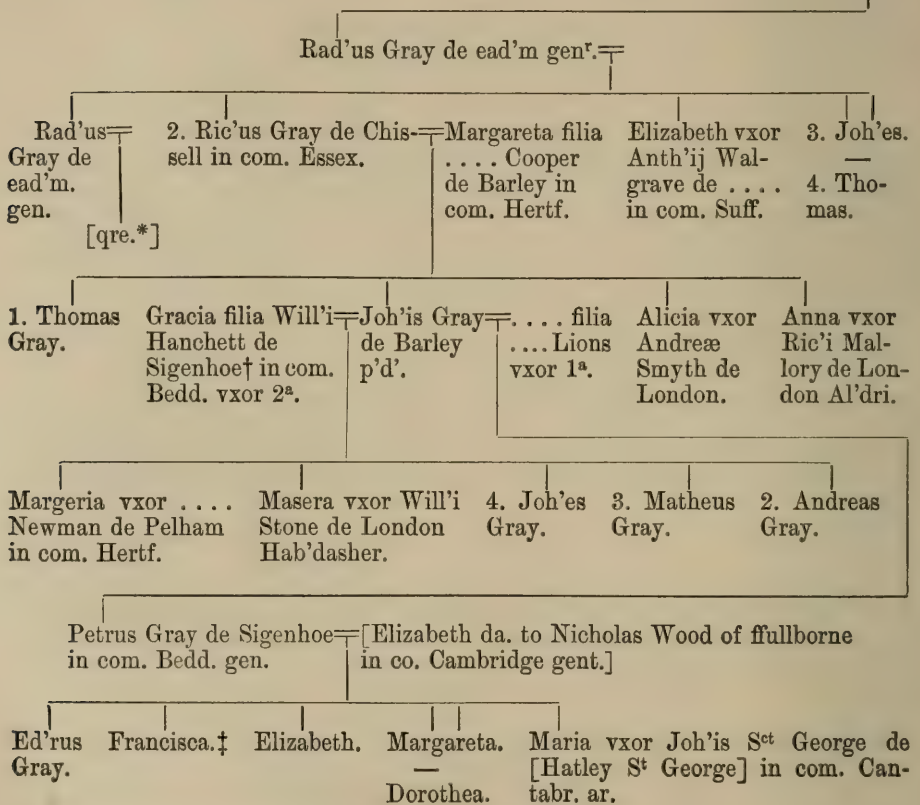 Rad'us Gray de ead'm genʳ.
Rad'us
Gray de
ead'm.
gen.
[qre.*]
2. Ric'us Gray de Chis-
sell in com. Essex.
Margareta filia
. . . . Cooper
de Barley in
com. Hertf.
Elizabeth vxor
Anth'ij Wal-
grave de . . . .
in com. Suff.
3. Joh'es.
—
4. Tho-
mas.
1. Thomas
Gray.
Gracia filia Will'i
Hanchett de
Sigenhoe† in com.
Bedd. vxor 2ᵃ.
Joh'is Gray
de Barley
p'd'.
. . . . filia
. . . . Lions
vxor 1ᵃ.
Alicia vxor
Andreæ
Smyth de
London.
Anna vxor
Ric'i Mal-
lory de Lon-
don Al'dri.
Margeria vxor . . . .
Newman de Pelham
in com. Hertf.
Masera vxor Will'i
Stone de London
Hab'dasher.
4. Joh'es
Gray.
3. Matheus
Gray.
2. Andreas
Gray.
Petrus Gray de Sigenhoe
in com. Bedd. gen.
[Elizabeth da. to Nicholas Wood of ffullborne
in co. Cambridge gent.]
Ed'rus
Gray.
Francisca.‡
Elizabeth.
Margareta.
—
Dorothea.
Maria vxor Joh'is Sᶜᵗ George de
[Hatley Sᵗ George] in com. Can-
tabr. ar.